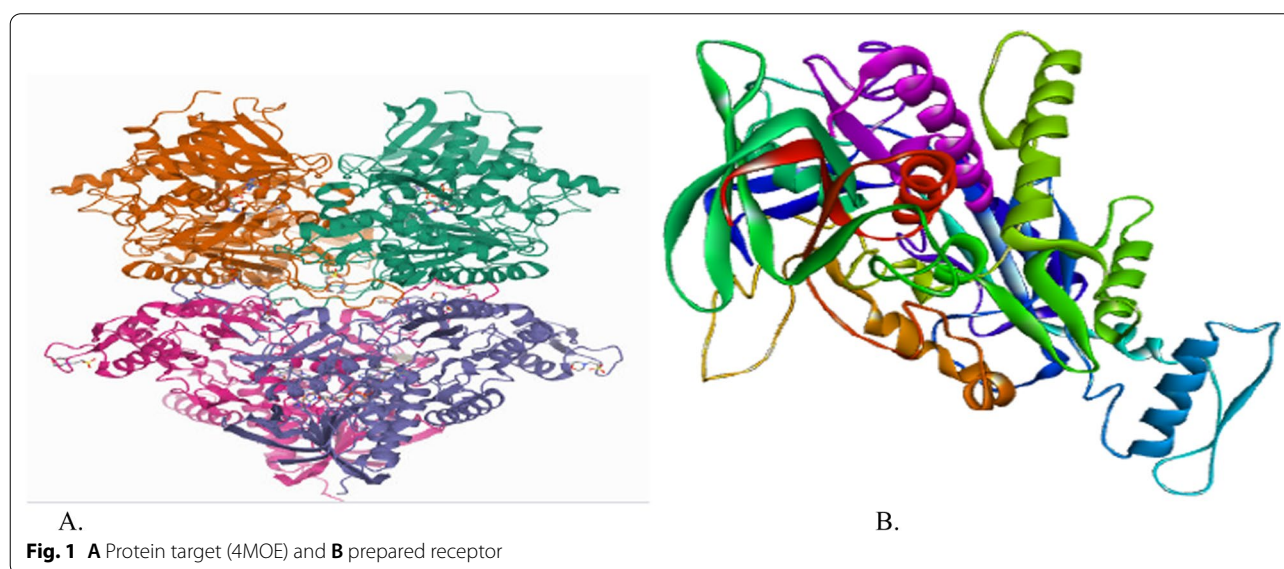 A.
B.
Fig. 1 A Protein target (4MOE) and B prepared receptor